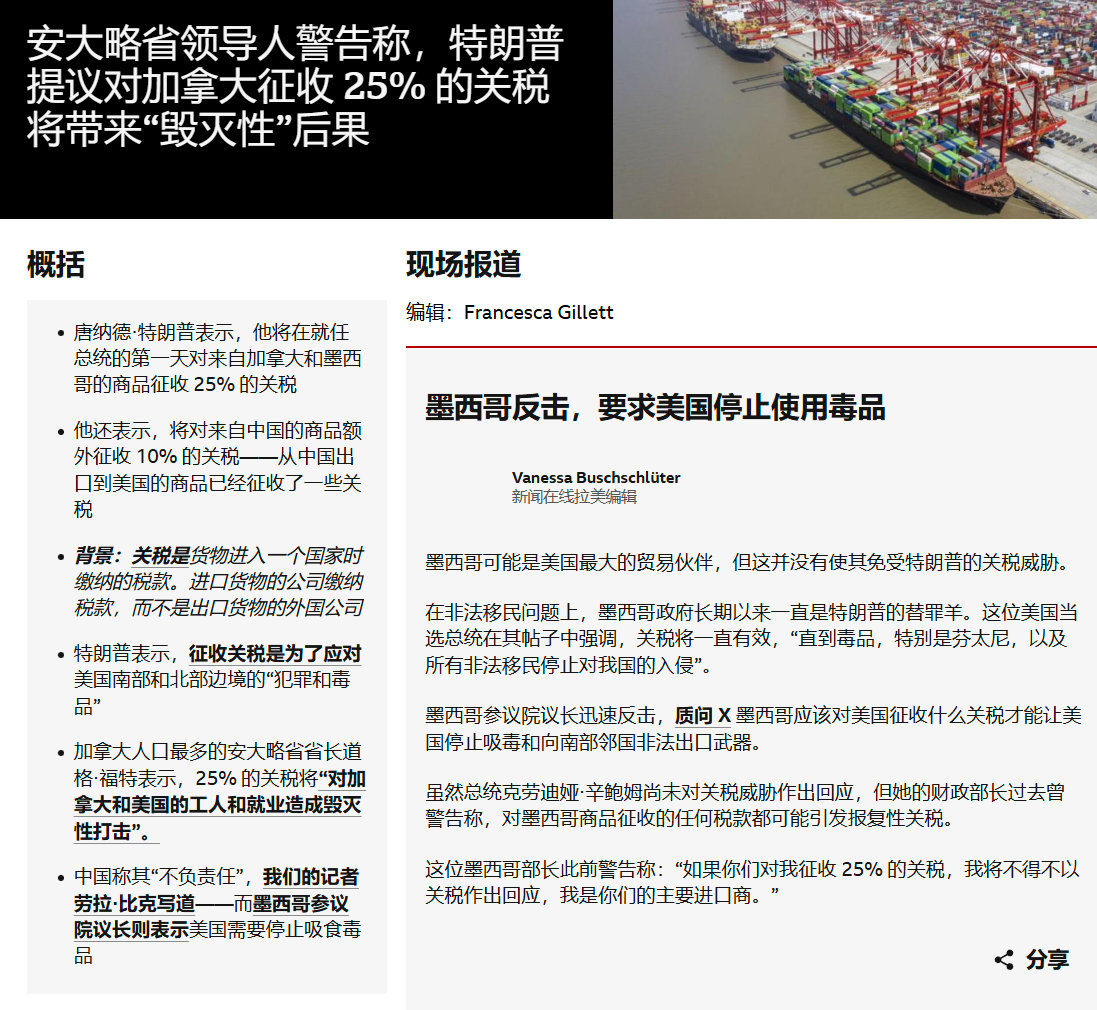 安大略省领导人警告称，特朗普
提议对加拿大征收 25% 的关税
将带来“毁灭性”后果
概括
唐纳德·特朗普表示，他将在就任
总统的第一天对来自加拿大和墨西
哥的商品征收 25% 的关税
他还表示，将对来自中国的商品额
外征收 10% 的关税——从中国出
口到美国的商品已经征收了一些关
税
背景：关税是货物进入一个国家时
缴纳的税款。进口货物的公司缴纳
税款，而不是出口货物的外国公司
特朗普表示，征收关税是为了应对
美国南部和北部边境的“犯罪和毒
品”
加拿大人口最多的安大略省省长道
格·福特表示，25% 的关税将“对加
拿大和美国的工人和就业造成毁灭
性打击”。
中国称其“不负责任”，我们的记者
劳拉·比克写道——而墨西哥参议
院议长则表示美国需要停止吸食毒
品
现场报道
编辑：Francesca Gillett
墨西哥反击，要求美国停止使用毒品
Vanessa Buschschlüter
新闻在线拉美编辑
墨西哥可能是美国最大的贸易伙伴，但这并没有使其免受特朗普的关税威胁。
在非法移民问题上，墨西哥政府长期以来一直是特朗普的替罪羊。这位美国当
选总统在其帖子中强调，关税将一直有效，“直到毒品，特别是芬太尼，以及
所有非法移民停止对我国的入侵”。
墨西哥参议院议长迅速反击，质问 X 墨西哥应该对美国征收什么关税才能让美
国停止吸毒和向南部邻国非法出口武器。
虽然总统克劳迪娅·辛鲍姆尚未对关税威胁作出回应，但她的财政部长过去曾
警告称，对墨西哥商品征收的任何税款都可能引发报复性关税。
这位墨西哥部长此前警告称：“如果你们对我征收 25% 的关税，我将不得不以
关税作出回应，我是你们的主要进口商。”
分享